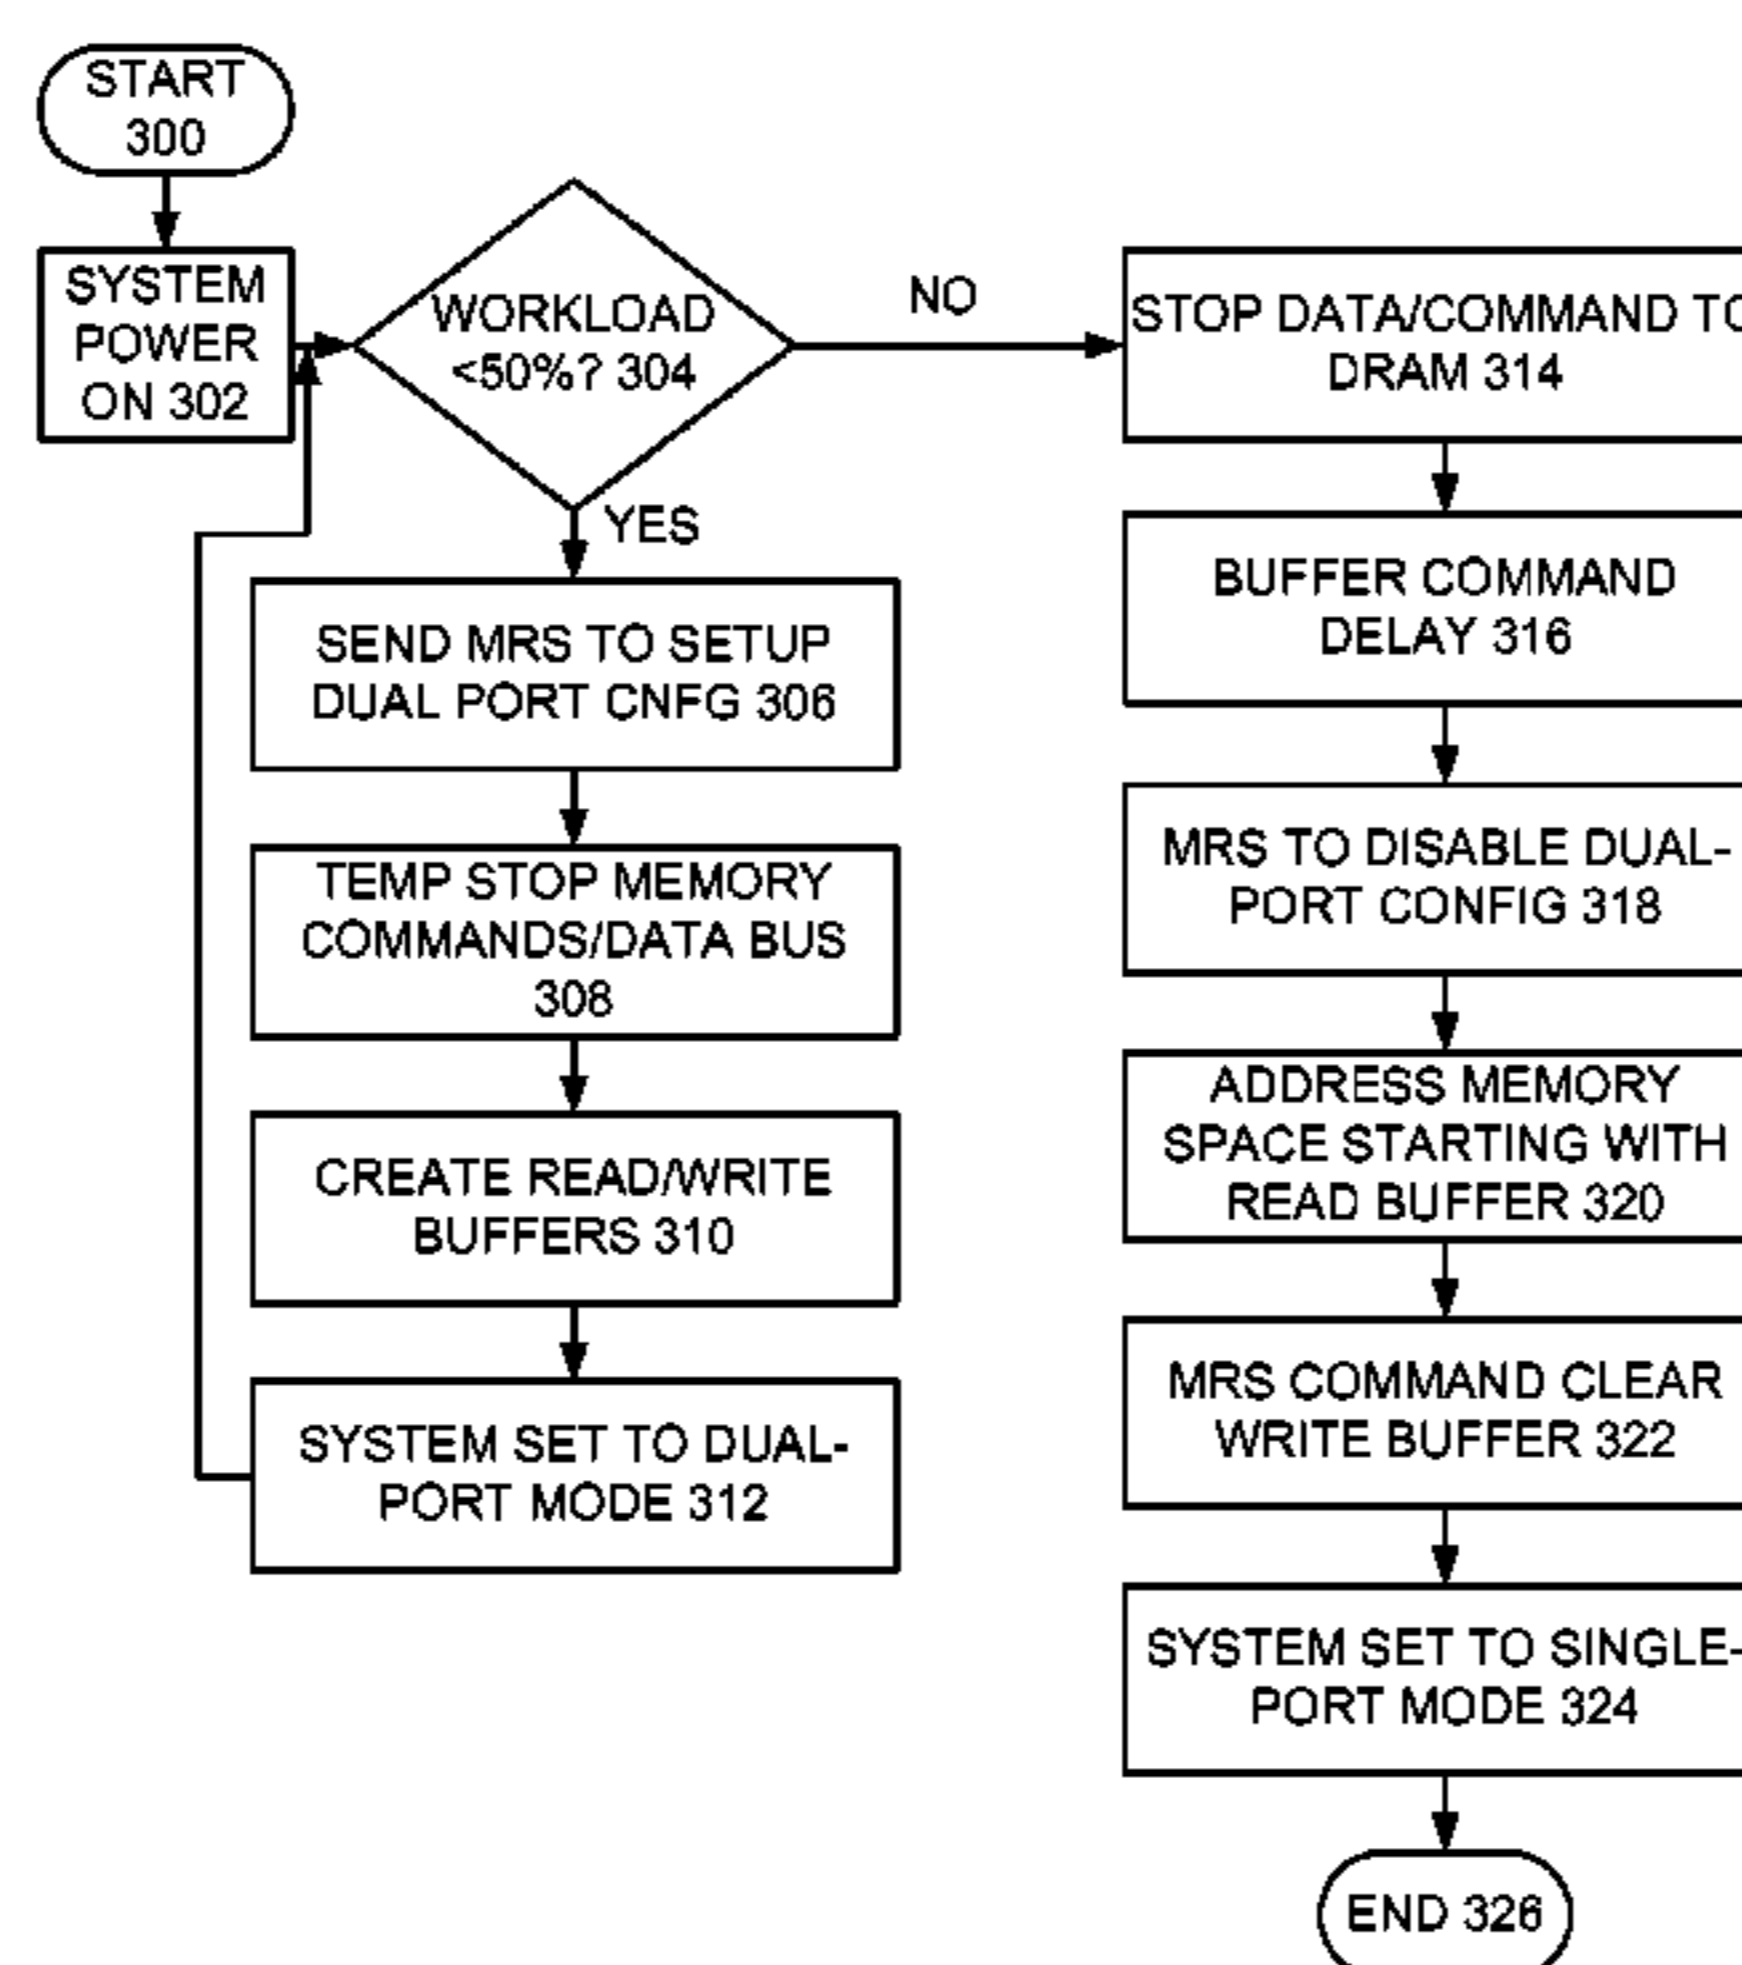 START
300
SYSTEM
POWER
ON 302
WORKLOAD
<50%? 304
NO
YES
SEND MRS TO SETUP
DUAL PORT CNFG 306
TEMP STOP MEMORY
COMMANDS/DATA BUS
308
CREATE READ/WRITE
BUFFERS 310
SYSTEM SET TO DUAL-
PORT MODE 312
STOP DATA/COMMAND TO
DRAM 314
BUFFER COMMAND
DELAY 316
MRS TO DISABLE DUAL-
PORT CONFIG 318
ADDRESS MEMORY
SPACE STARTING WITH
READ BUFFER 320
MRS COMMAND CLEAR
WRITE BUFFER 322
SYSTEM SET TO SINGLE-
PORT MODE 324
END 326